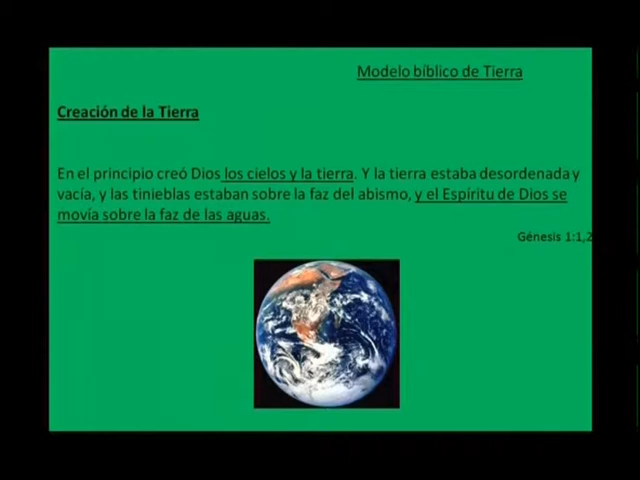 Modelo bíblico de Tierra
Creación de la Tierra
En el principio creó Dios los cielos y la tierra. Y la tierra estaba desordenada y
vacía, y las tinieblas estaban sobre la faz del abismo, y el Espíritu de Dios se
movía sobre la faz de las aguas.
Génesis 1:1,2